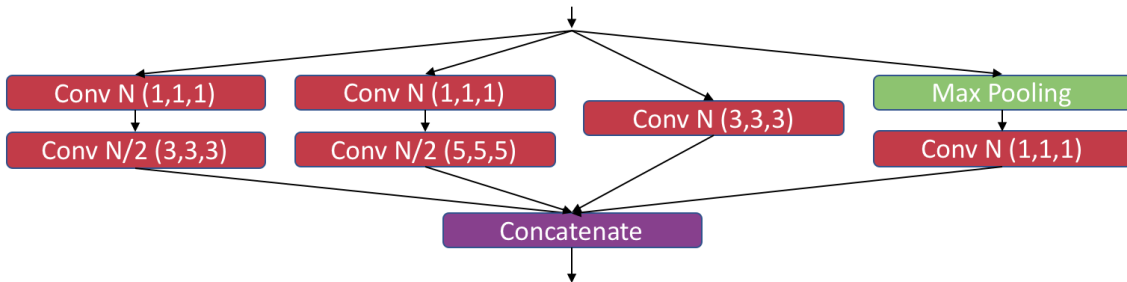 Conv N (1,1,1)
Conv N (1,1,1)
Max Pooling
Conv N (3,3,3)
Conv N/2 (3,3,3)
Conv N/2 (5,5,5)
Conv N (1,1,1)
Concatenate